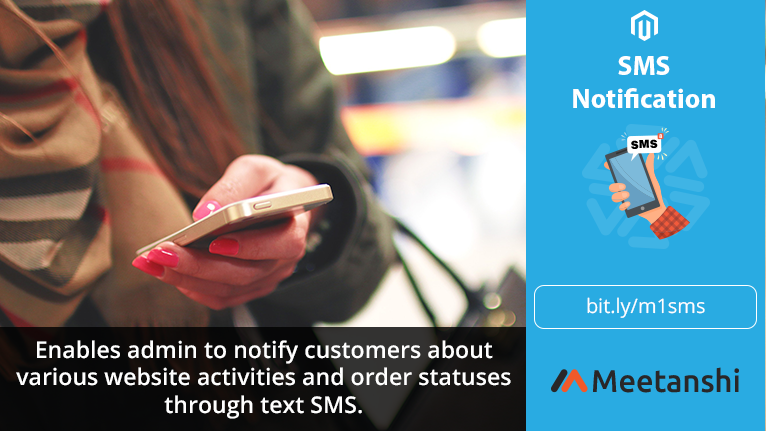 Enables admin to notify customers about
various website activities and order statuses
through text SMS.
SMS
Notification
SMS
bit.ly/m1sms
Meetanshi